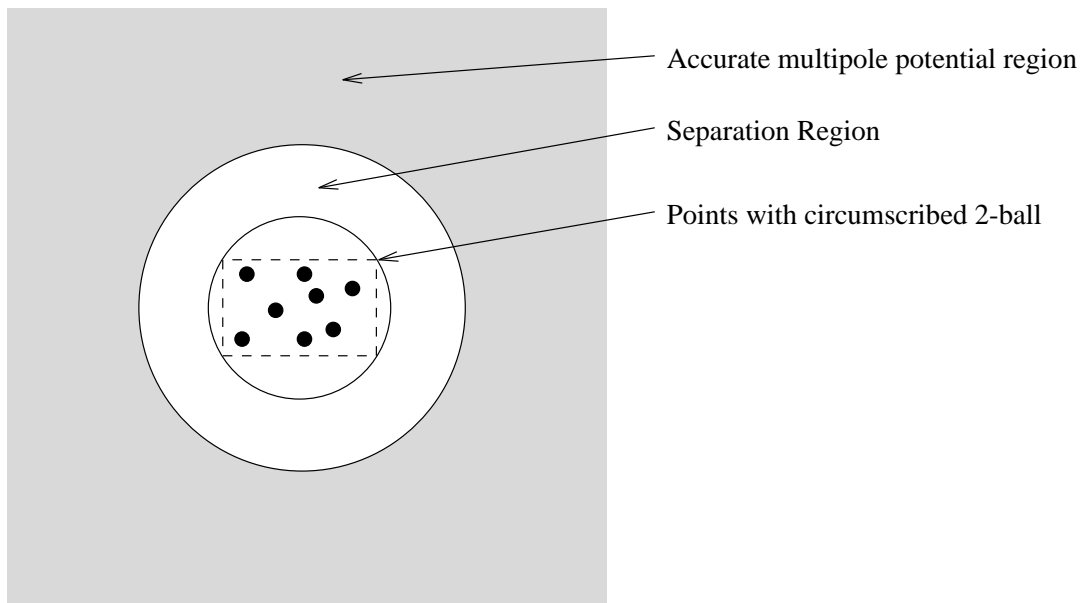 Accurate multipole potential region
Separation Region
Points with circumscribed 2-ball